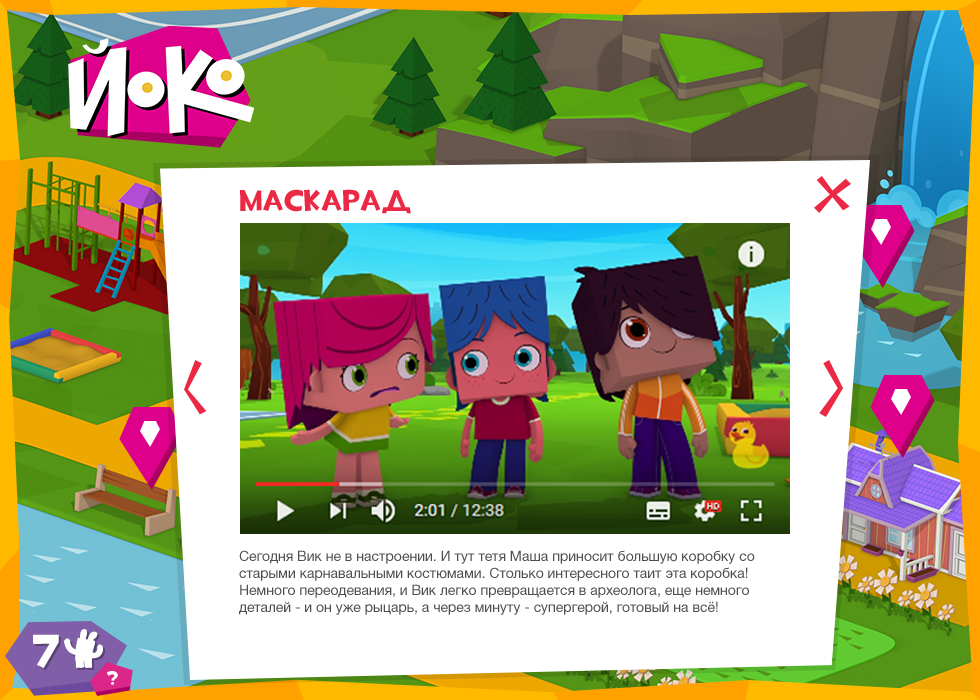 Йоко
МАСКАРАД
i
HD
2:01 / 12:38
Сегодня Вик не в настроении. И тут тетя Маша приносит большую коробку со
старыми карнавальными костюмами. Столько интересного таит эта коробка!
Немного переодевания, и Вик легко превращается в археолога, еще немного
деталей - и он уже рыцарь, а через минуту - супергерой, готовый на всё!
7
?